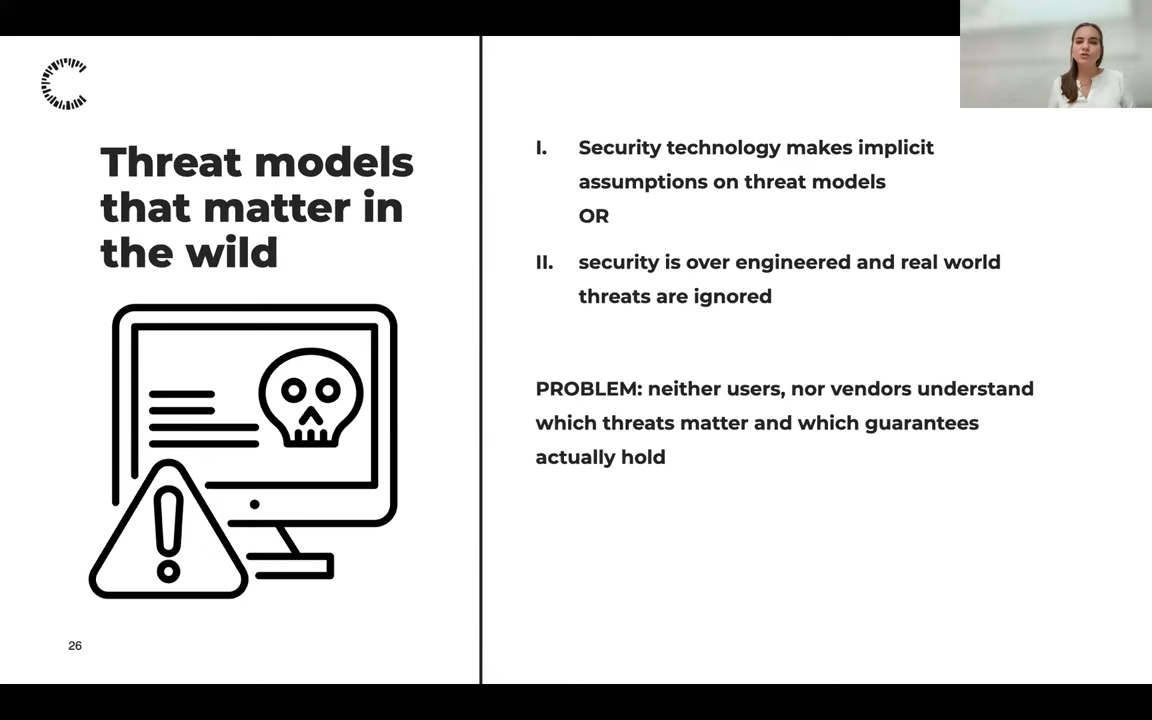 Threat models
that matter in
the wild
I. Security technology makes implicit
assumptions on threat models
OR
II. security is over engineered and real world
threats are ignored
PROBLEM: neither users, nor vendors understand
which threats matter and which guarantees
actually hold
26